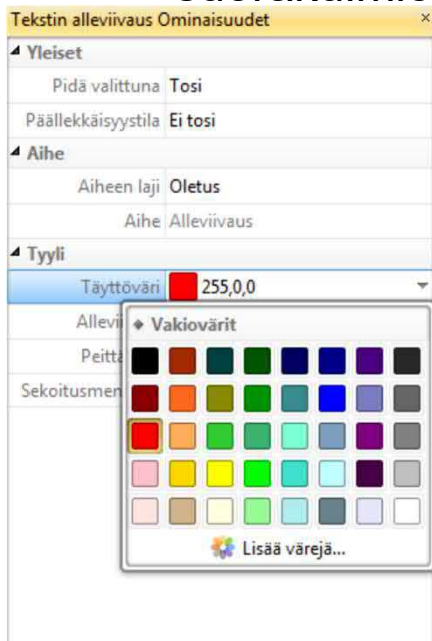 Tekstin alleviivaus Ominaisuudet
Yleiset
Pidä valittuna Tosi
Päällekkäisyystila Ei tosi
Aihe
Aiheen laji Oletus
Aihe Alleviivaus
Tyyli
Täyttöväri 255,0,0
Vakiovärit
Lisää värejä...